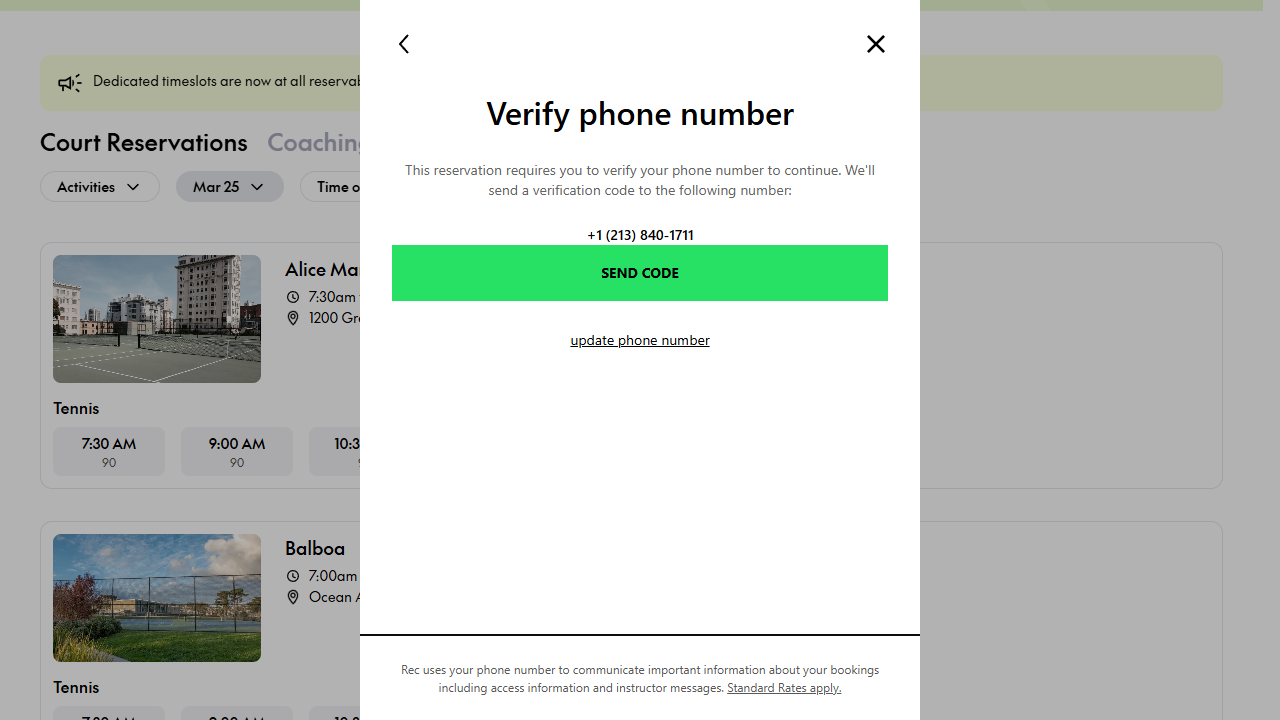 Dedicated timeslots are now at all reservab
Court Reservations Coaching
Activities Mar 25 Time o
Alice Ma
7:30am
1200 Gr
Tennis
7:30 AM 9:00 AM 10:3
90 90
Balboa
7:00am
Ocean A
Tennis
Verify phone number
This reservation requires you to verify your phone number to continue. We'll
send a verification code to the following number:
+1 (213) 840-1711
SEND CODE
update phone number
Rec uses your phone number to communicate important information about your bookings
including access information and instructor messages. Standard Rates apply.